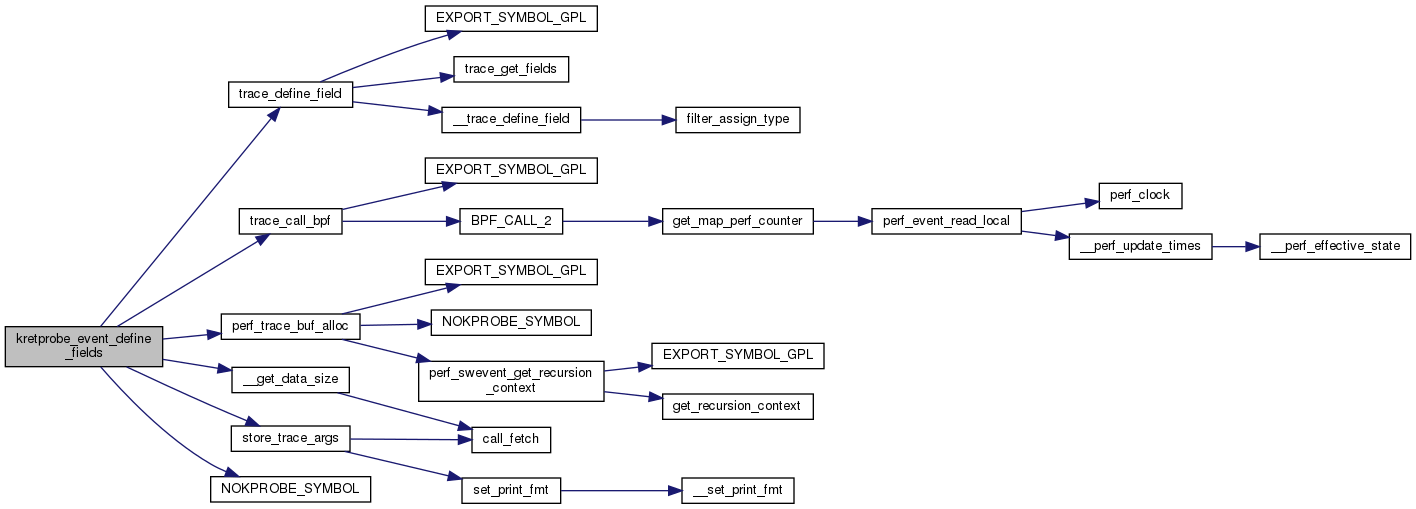 EXPORT_SYMBOL_GPL
trace_get_fields
trace_define_field
__trace_define_field
filter_assign_type
EXPORT_SYMBOL_GPL
trace_call_bpf
BPF_CALL_2
get_map_perf_counter
perf_event_read_local
perf_clock
__perf_update_times
__perf_effective_state
EXPORT_SYMBOL_GPL
perf_trace_buf_alloc
NOKPROBE_SYMBOL
kretprobe_event_define
_fields
perf_swevent_get_recursion
_context
EXPORT_SYMBOL_GPL
get_recursion_context
__get_data_size
store_trace_args
call_fetch
NOKPROBE_SYMBOL
set_print_fmt
__set_print_fmt